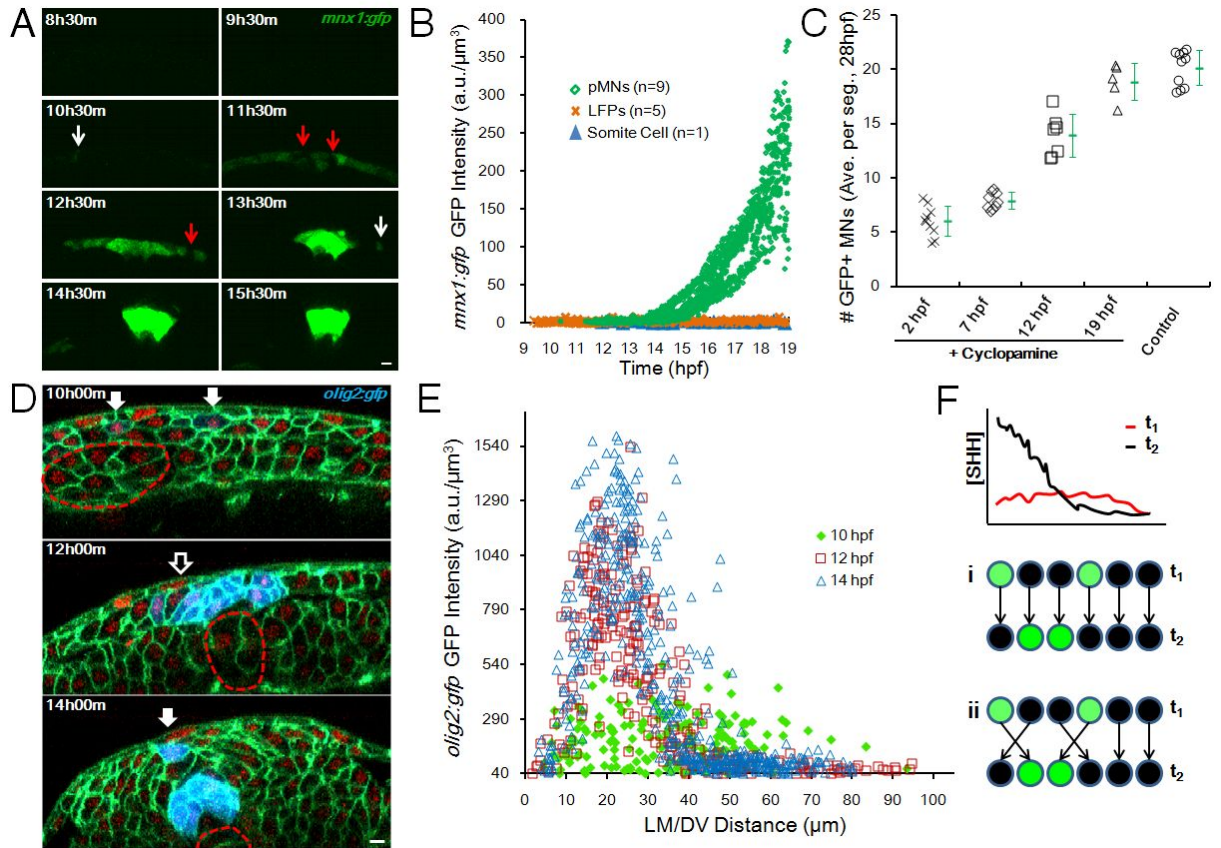 A
8h30m
9h30m
mnx1:gfp
10h30m
11h30m
12h30m
13h30m
14h30m
15h30m
B
mnx1:gfp GFP Intensity (a.u./µm³)
400
350
300
250
200
150
100
50
0
pMNs (n=9)
LFPs (n=5)
Somite Cell (n=1)
9 10 11 12 13 14 15 16 17 18 19
Time (hpf)
C
# GFP+ MNs (Ave. per seg., 28hpf)
25
20
15
10
5
0
2 hpf
7 hpf
12 hpf
19 hpf
Control
+ Cyclopamine
D
10h00m
olig2:gfp
12h00m
14h00m
E
olig2:gfp GFP Intensity (a.u./µm³)
1540
1290
1040
790
540
290
40
10 hpf
12 hpf
14 hpf
0 10 20 30 40 50 60 70 80 90 100
LM/DV Distance (µm)
F
[SHH]
t₁
t₂
i
t₁
t₂
ii
t₁
t₂